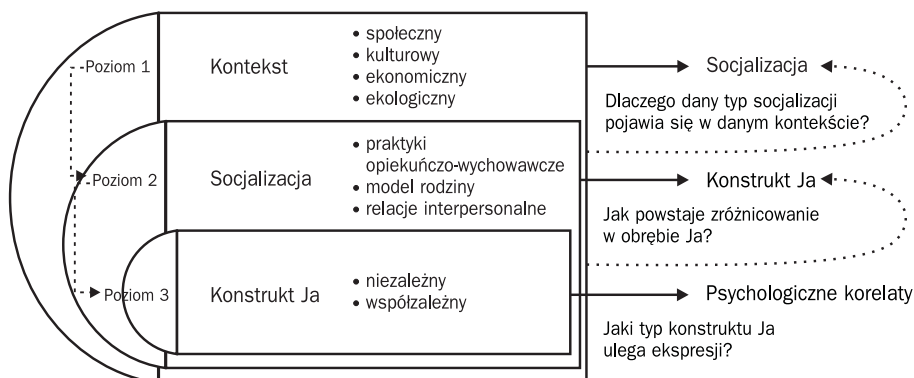 Poziom 1
Kontekst
• społeczny
• kulturowy
• ekonomiczny
• ekologiczny
Socjalizacja
Dlaczego dany typ socjalizacji
pojawia się w danym kontekście?
Poziom 2
Socjalizacja
• praktyki
opiekuńczo-wychowawcze
• model rodziny
• relacje interpersonalne
Konstrukt Ja
Jak powstaje zróżnicowanie
w obrębie Ja?
Poziom 3
Konstrukt Ja
• niezależny
• współzależny
Psychologiczne korelaty
Jaki typ konstruktu Ja
ulega ekspresji?